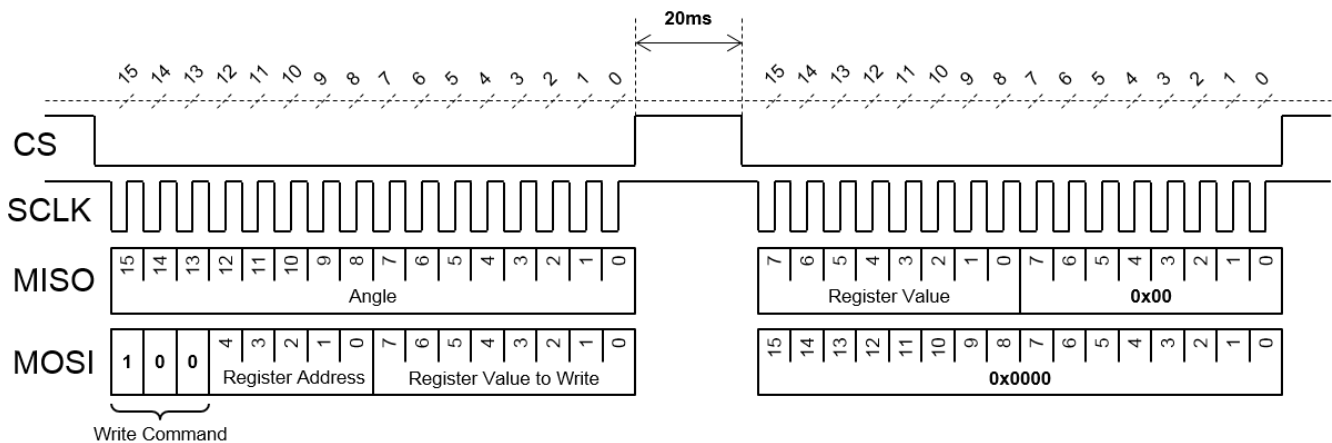 20ms
15 14 13 12 11 10 9 8 7 6 5 4 3 2 1 0 15 14 13 12 11 10 9 8 7 6 5 4 3 2 1 0
CS
SCLK
MISO 15 14 13 12 11 10 9 8 7 6 5 4 3 2 1 0 7 6 5 4 3 2 1 0 7 6 5 4 3 2 1 0
Angle Register Value 0x00
MOSI 1 0 0 4 3 2 1 0 7 6 5 4 3 2 1 0 15 14 13 12 11 10 9 8 7 6 5 4 3 2 1 0
Register Address Register Value to Write 0x0000
Write Command